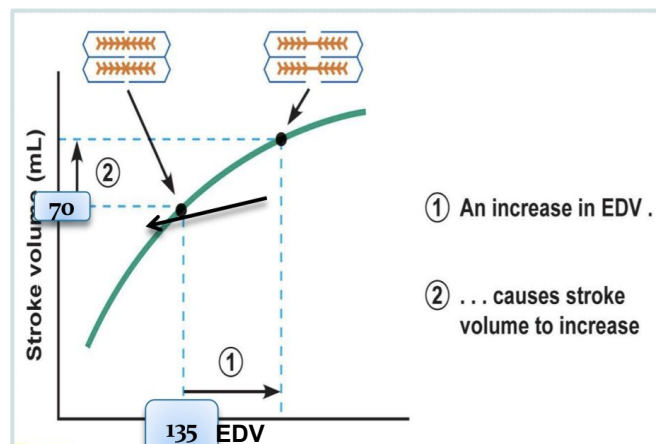 Stroke volume (mL)
②
70
①
135
EDV
① An increase in EDV .
② . . . causes stroke
volume to increase